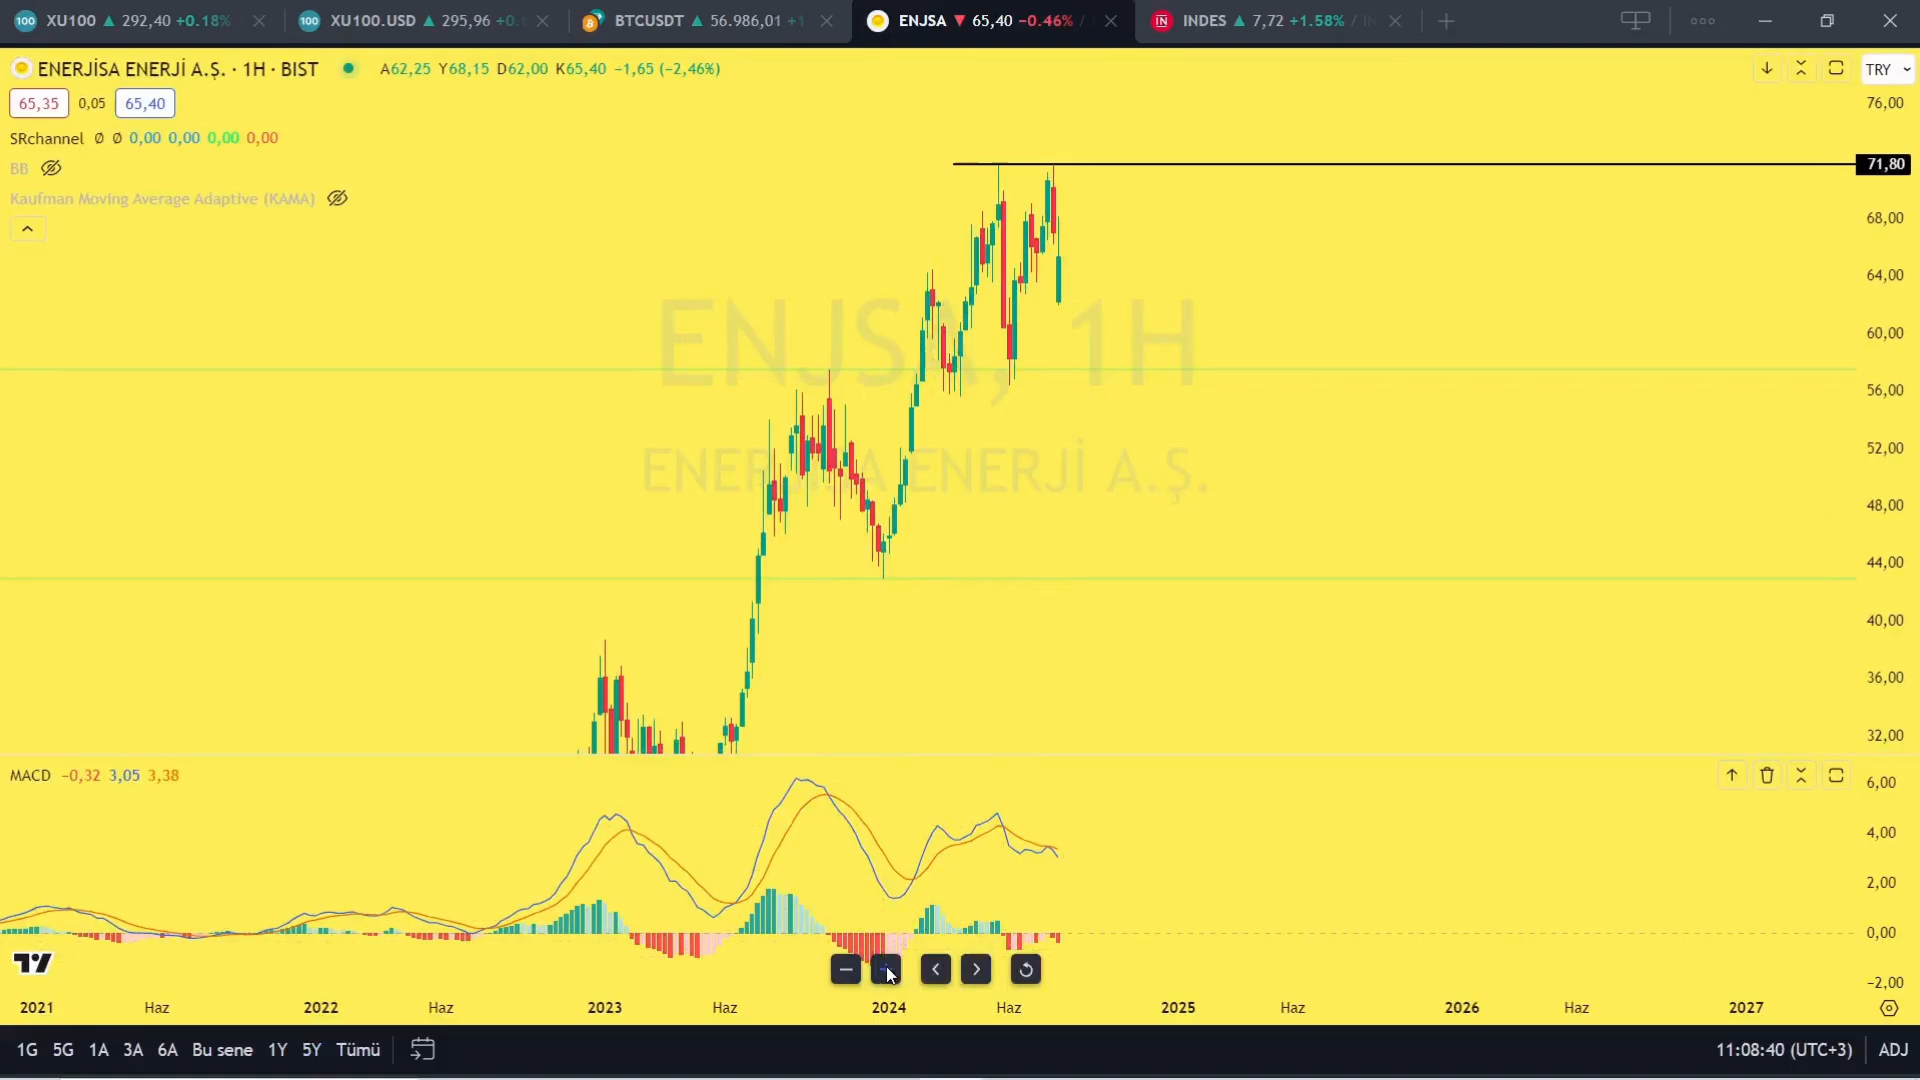 XU100 ▲ 292,40 +0.18%
XU100.USD ▲ 295,96 +0.
BTCUSDT ▲ 56.986,01 +1
ENJSA ▼ 65,40 −0.46% /
INDES ▲ 7,72 +1.58% /
ENERJİSA ENERJİ A.Ş. · 1H · BIST
A62,25 Y68,15 D62,00 K65,40 −1,65 (−2,46%)
TRY
65,35 0,05 65,40
SRchannel ∅ ∅ 0,00 0,00 0,00 0,00
BB
Kaufman Moving Average Adaptive (KAMA)
76,00
71,80
68,00
64,00
60,00
56,00
52,00
48,00
44,00
40,00
36,00
32,00
ENJSA, 1H
ENERJİSA ENERJİ A.Ş.
MACD −0,32 3,05 3,38
6,00
4,00
2,00
0,00
−2,00
2021 Haz 2022 Haz 2023 Haz 2024 Haz 2025 Haz 2026 Haz 2027
1G 5G 1A 3A 6A Bu sene 1Y 5Y Tümü
11:08:40 (UTC+3) ADJ